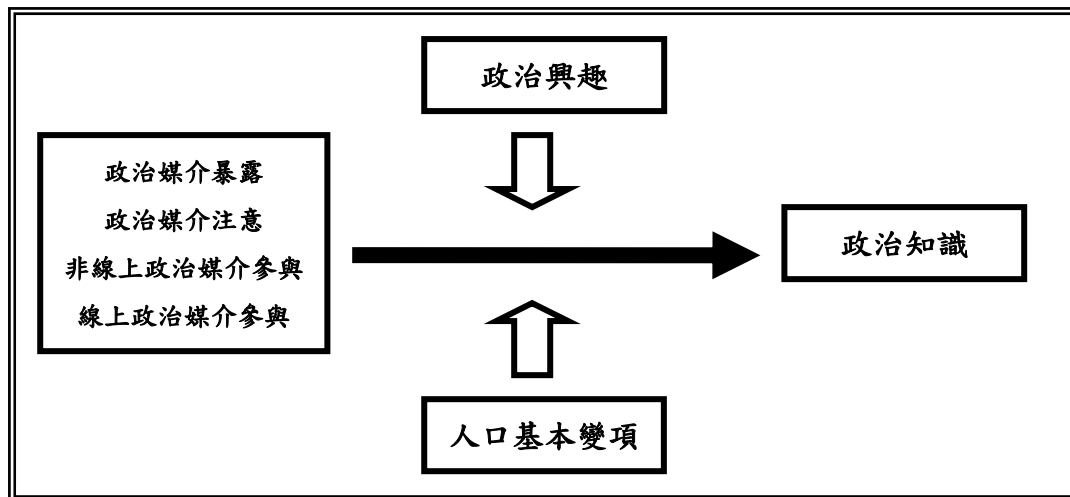 政治興趣
政治媒介暴露
政治媒介注意
非線上政治媒介參與
線上政治媒介參與
政治知識
人口基本變項